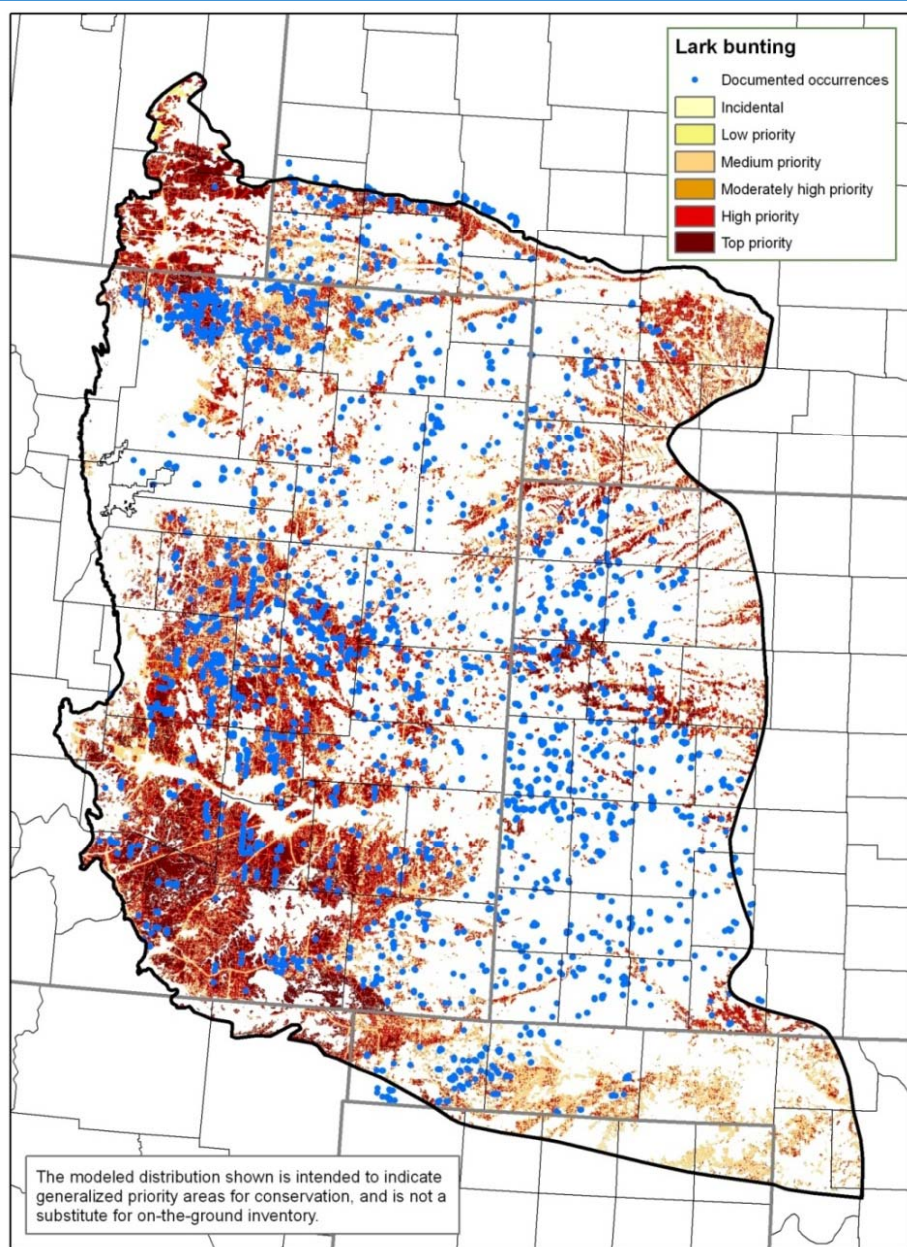 Lark bunting
Documented occurrences
Incidental
Low priority
Medium priority
Moderately high priority
High priority
Top priority
The modeled distribution shown is intended to indicate
generalized priority areas for conservation, and is not a
substitute for on-the-ground inventory.